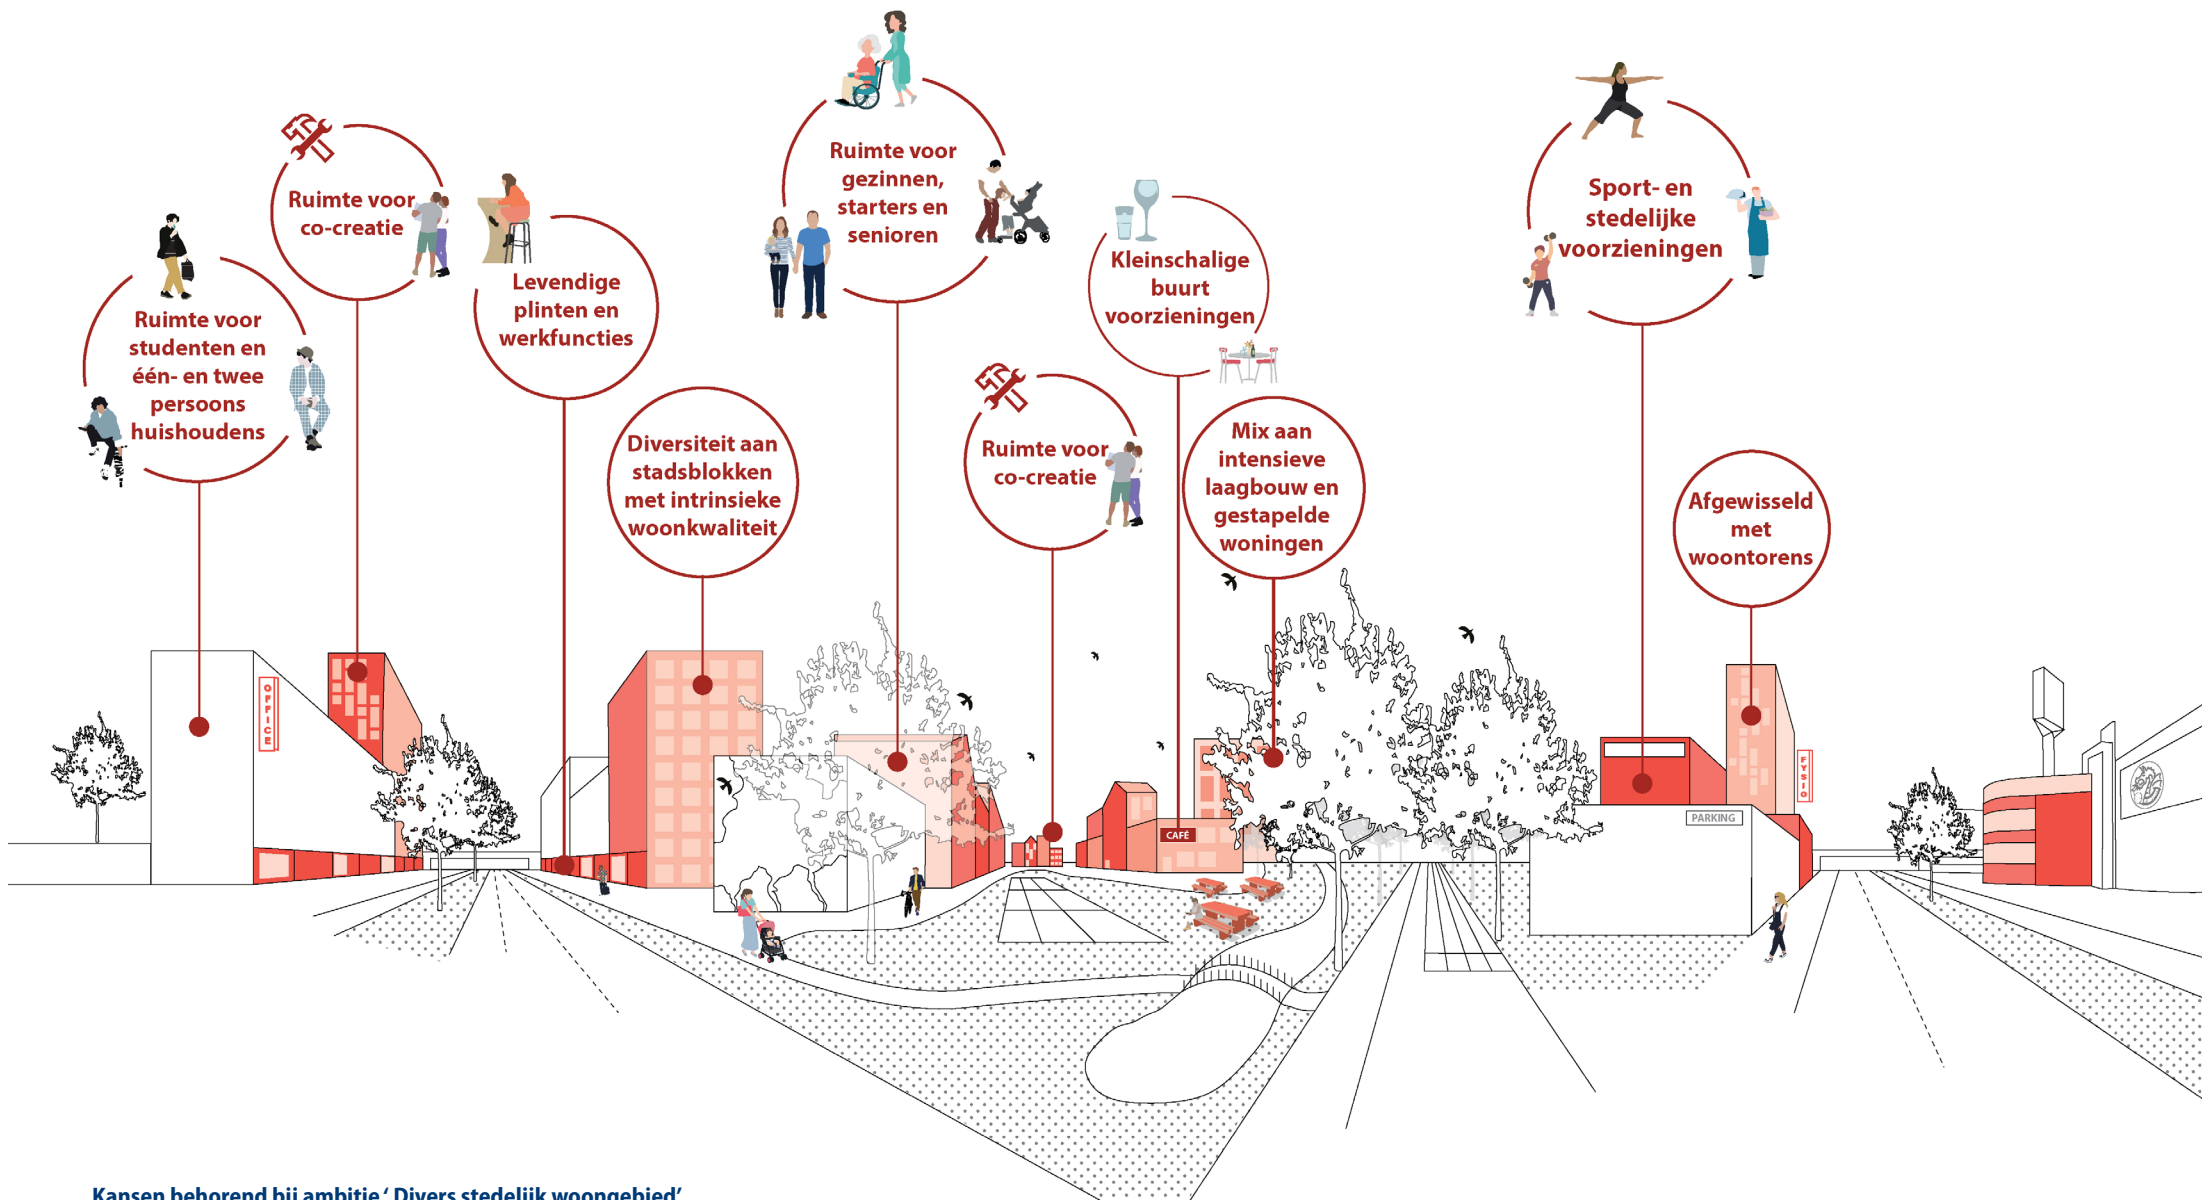 Ruimte voor
studenten en
één- en twee
persoons
huishoudens
Ruimte voor
co-creatie
Levendige
plinten en
werkfuncties
Diversiteit aan
stadsblokken
met intrinsieke
woonkwaliteit
Ruimte voor
gezinnen,
starters en
senioren
Ruimte voor
co-creatie
Kleinschalige
buurt
voorzieningen
Mix aan
intensieve
laagbouw en
gestapelde
woningen
Sport- en
stedelijke
voorzieningen
Afgewisseld
met
woontorens
OFFICE
CAFÉ
PARKING
FYSIO
Kansen behorend bij ambitie ‘ Divers stedelijk woongebied’